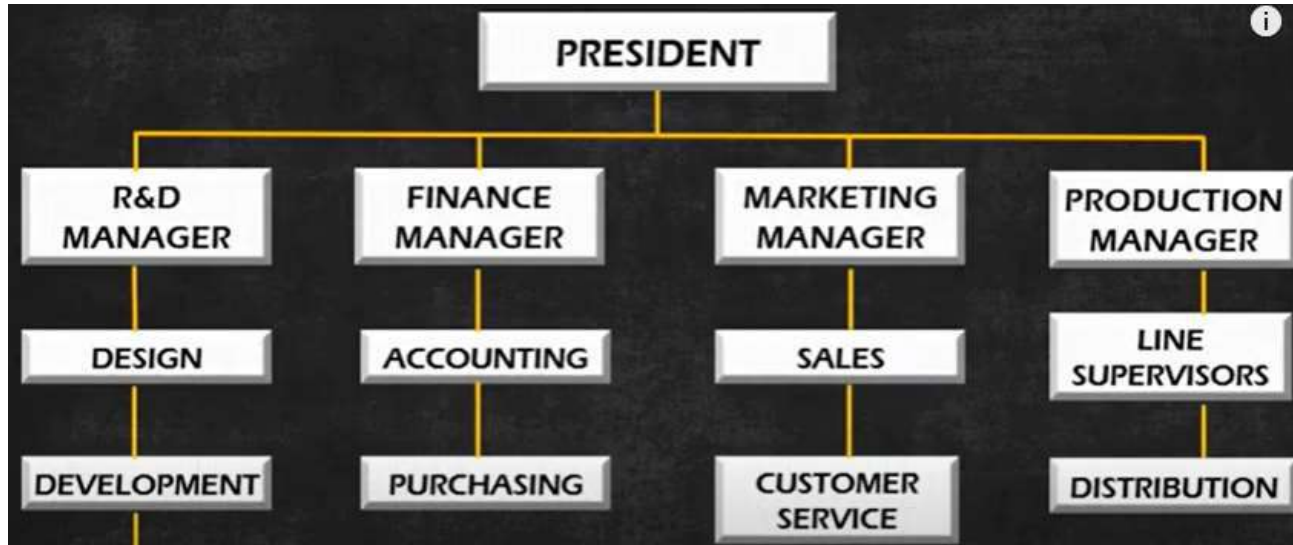 PRESIDENT
R&D
MANAGER
FINANCE
MANAGER
MARKETING
MANAGER
PRODUCTION
MANAGER
DESIGN
ACCOUNTING
SALES
LINE
SUPERVISORS
DEVELOPMENT
PURCHASING
CUSTOMER
SERVICE
DISTRIBUTION